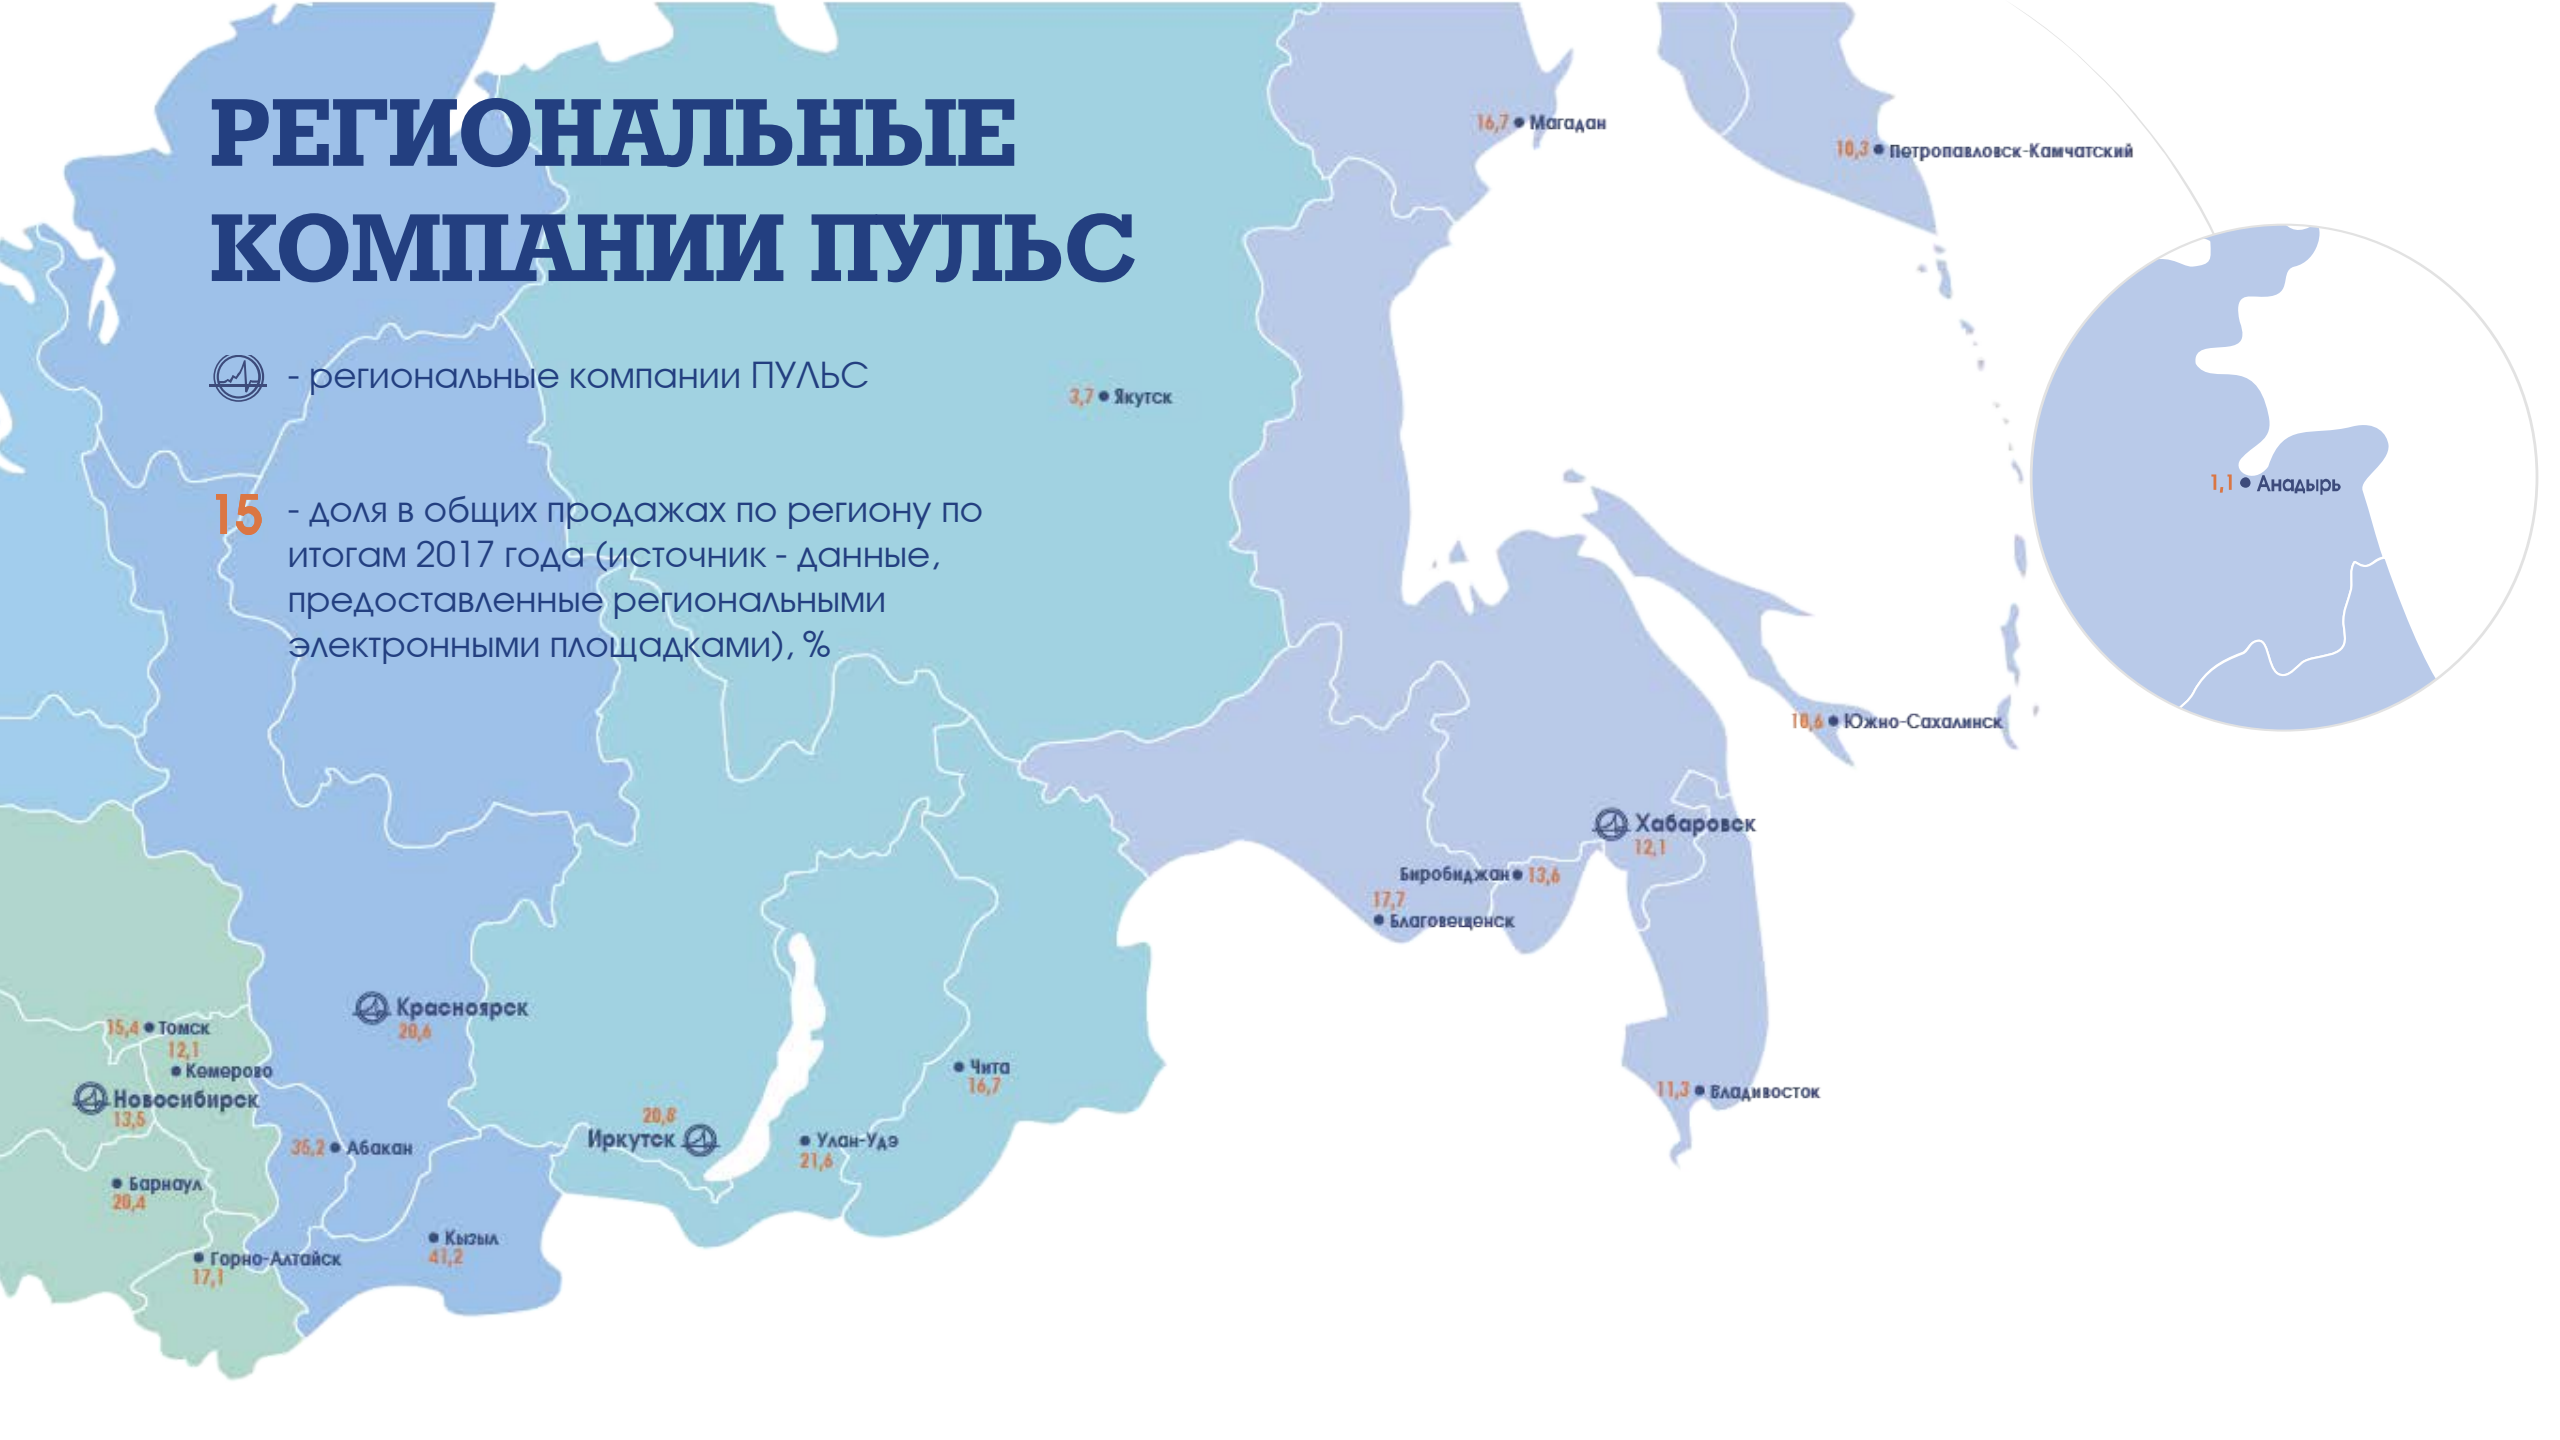 РЕГИОНАЛЬНЫЕ
КОМПАНИИ ПУЛЬС
- региональные компании ПУЛЬС
15 - доля в общих продажах по региону по
итогам 2017 года (источник - данные,
предоставленные региональными
электронными площадками), %
16,7 Магадан
10,3 Петропавловск-Камчатский
3,7 Якутск
1,1 Анадырь
10,6 Южно-Сахалинск
Хабаровск
12,1
Биробиджан 13,6
17,7
Благовещенск
Красноярск
20,6
15,4 Томск
12,1
Кемерово
Новосибирск
13,5
Чита
16,7
11,3 Владивосток
20,8
Иркутск
Улан-Удэ
21,6
35,2 Абакан
Барнаул
20,4
Кызыл
41,2
Горно-Алтайск
17,1